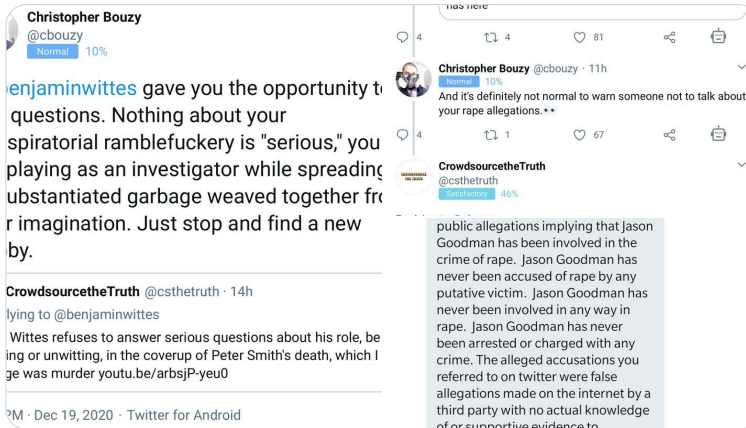 Christopher Bouzy
@cbouzy
Normal 10%
benjaminwittes gave you the opportunity t
questions. Nothing about your
spiratorial ramblefuckery is "serious," you
playing as an investigator while spreading
ubstantiated garbage weaved together fr
r imagination. Just stop and find a new
by.
CrowdsourcetheTruth @csthetruth · 14h
lying to @benjaminwittes
Wittes refuses to answer serious questions about his role, be
ing or unwitting, in the coverup of Peter Smith's death, which I
ge was murder youtu.be/arbsjP-yeu0
PM · Dec 19, 2020 · Twitter for Android
has here
4 4 81
Christopher Bouzy @cbouzy · 11h
Normal 10%
And it's definitely not normal to warn someone not to talk about
your rape allegations.👀
4 1 67
CROWDSOURCE THE TRUTH
CrowdsourcetheTruth
@csthetruth
Satisfactory 46%
public allegations implying that Jason
Goodman has been involved in the
crime of rape. Jason Goodman has
never been accused of rape by any
putative victim. Jason Goodman has
never been involved in any way in
rape. Jason Goodman has never
been arrested or charged with any
crime. The alleged accusations you
referred to on twitter were false
allegations made on the internet by a
third party with no actual knowledge
of or supportive evidence to